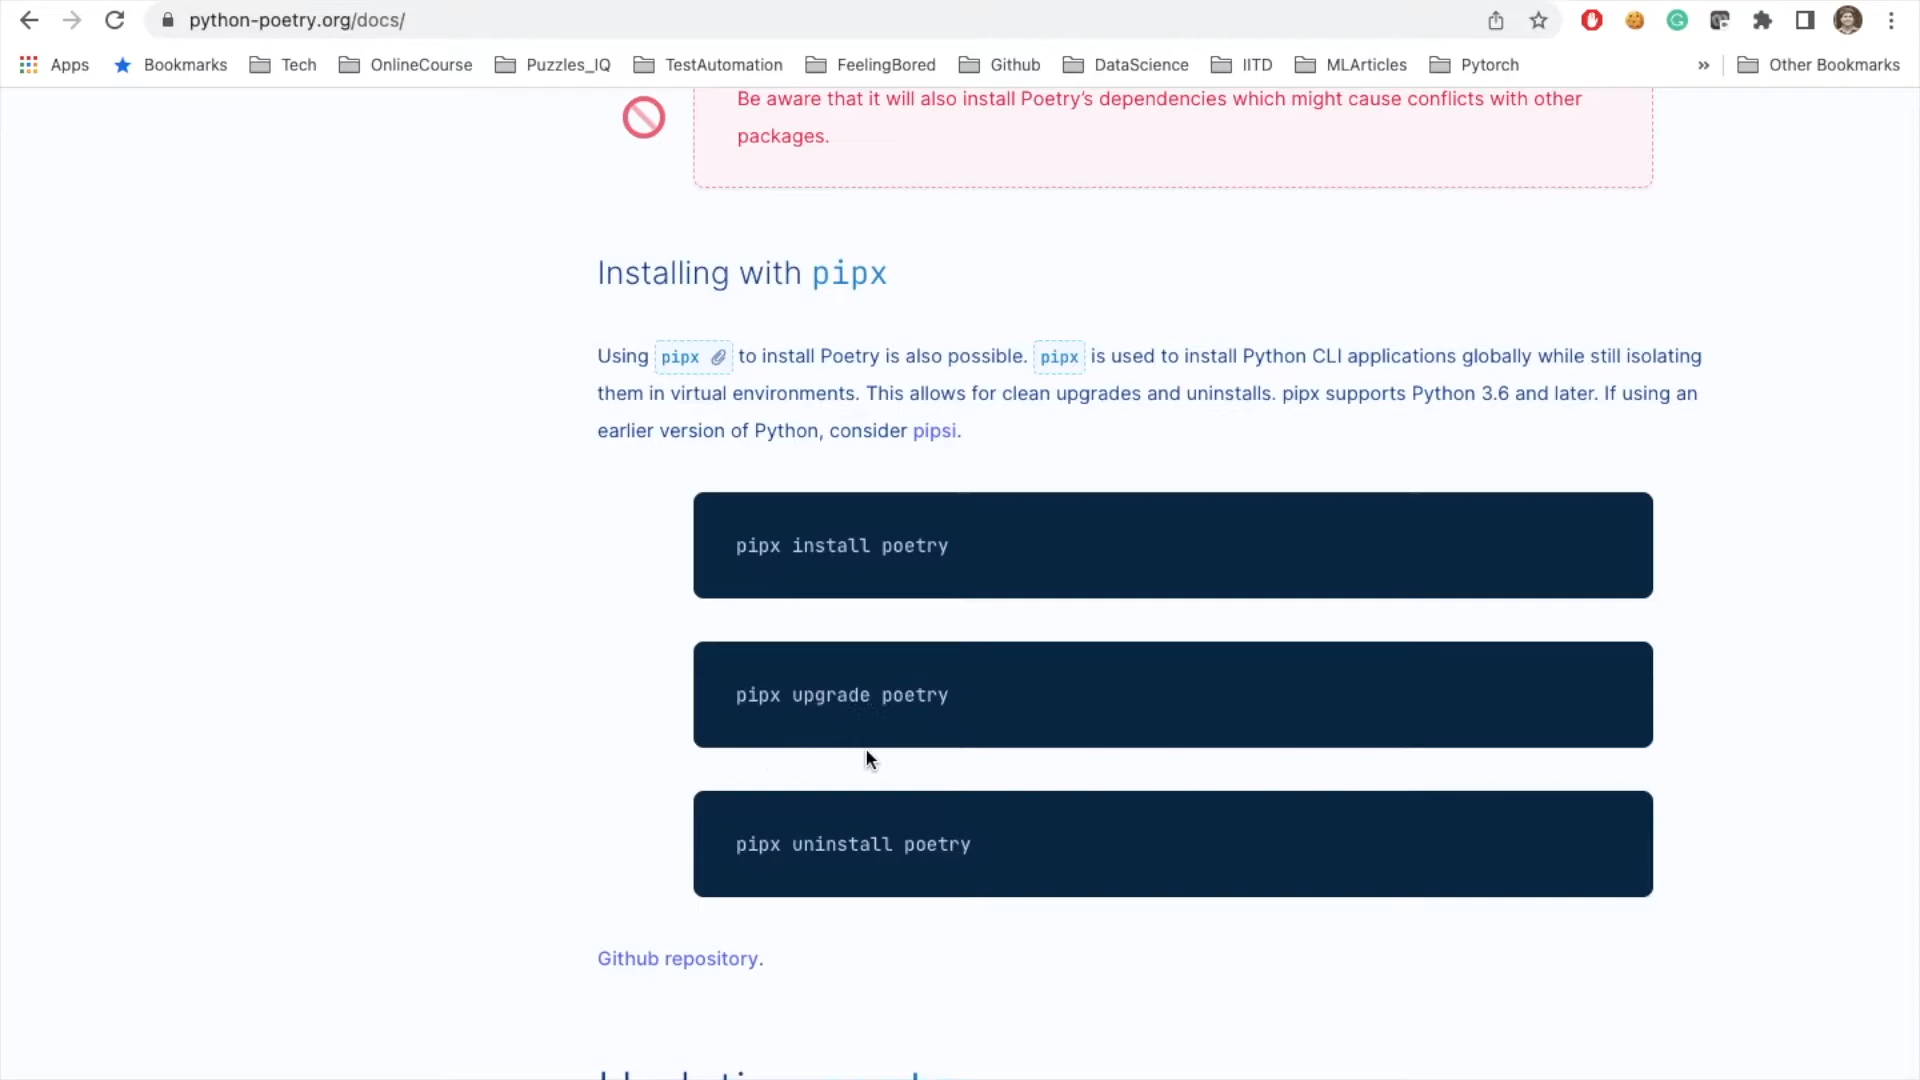 python-poetry.org/docs/
Apps Bookmarks Tech OnlineCourse Puzzles_IQ TestAutomation FeelingBored Github DataScience IITD MLArticles Pytorch » Other Bookmarks
Be aware that it will also install Poetry’s dependencies which might cause conflicts with other
packages.
Installing with pipx
Using pipx to install Poetry is also possible. pipx is used to install Python CLI applications globally while still isolating
them in virtual environments. This allows for clean upgrades and uninstalls. pipx supports Python 3.6 and later. If using an
earlier version of Python, consider pipsi.
pipx install poetry
pipx upgrade poetry
pipx uninstall poetry
Github repository.